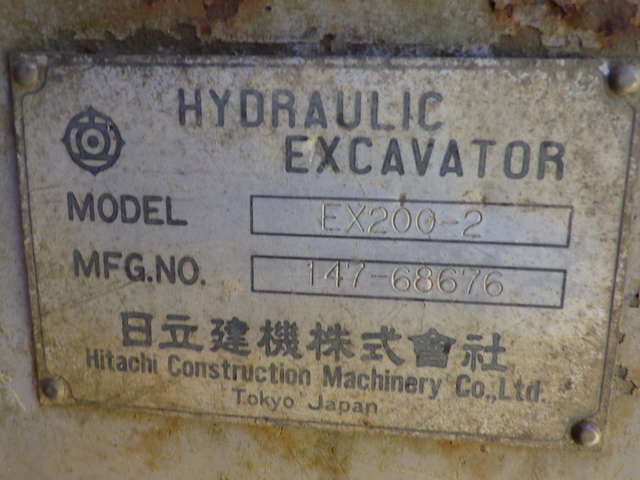 HYDRAULIC
EXCAVATOR
MODEL EX200-2
MFG.NO. 147-68676
日立建機株式會社
Hitachi Construction Machinery Co.,Ltd.
Tokyo Japan